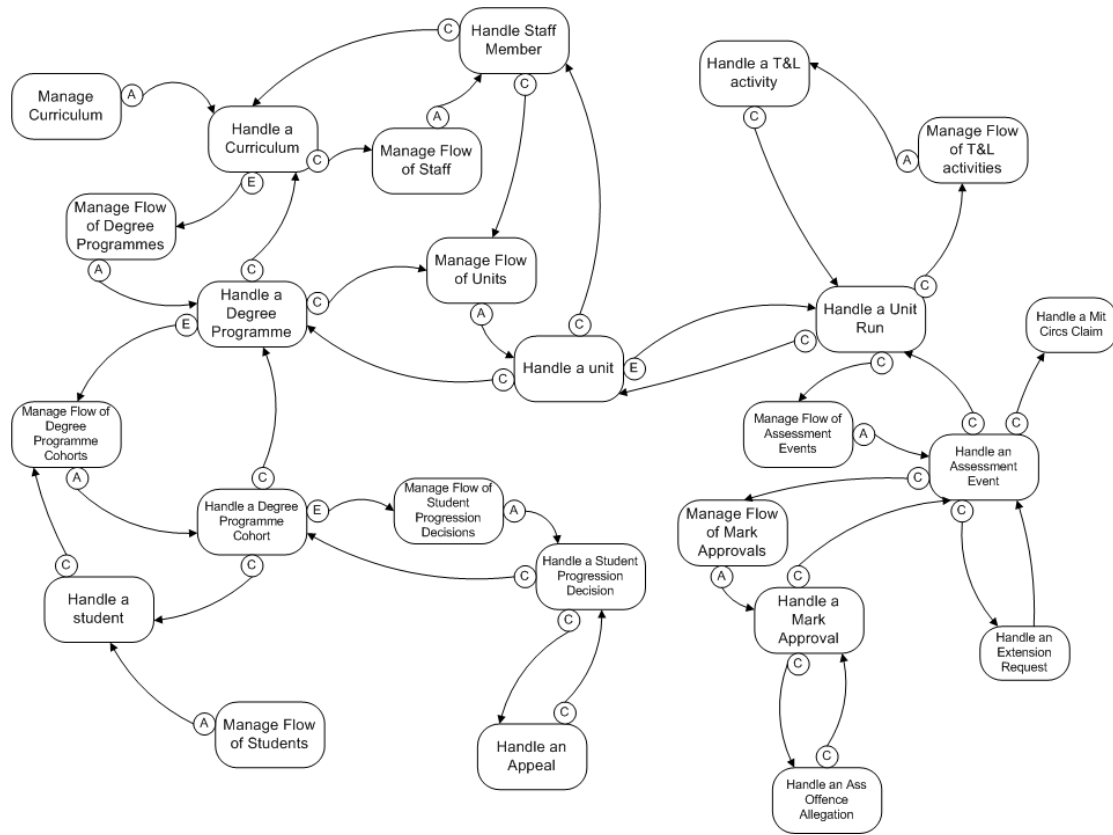 Handle Staff
Member
C
Handle a T&L
activity
C
Manage
Curriculum
A
Handle a
Curriculum
C
E
Manage Flow
of Staff
A
C
Manage Flow
of T&L
activities
A
Manage Flow
of Degree
Programmes
A
C
Handle a
Degree
Programme
C
E
Manage Flow
of Units
A
Handle a unit
C
C
E
Handle a Unit
Run
C
C
C
Handle a Mit
Circs Claim
Manage Flow of
Degree
Programme
Cohorts
A
Manage Flow of
Assessment
Events
A
Handle an
Assessment
Event
C
C
C
C
C
Handle a Degree
Programme
Cohort
E
C
Manage Flow of
Student
Progression
Decisions
A
Manage Flow
of Mark
Approvals
A
C
Handle a
student
Handle a Student
Progression
Decision
C
C
C
Handle a
Mark
Approval
C
Handle an
Extension
Request
A
Manage Flow
of Students
C
Handle an
Appeal
C
Handle an Ass
Offence
Allegation